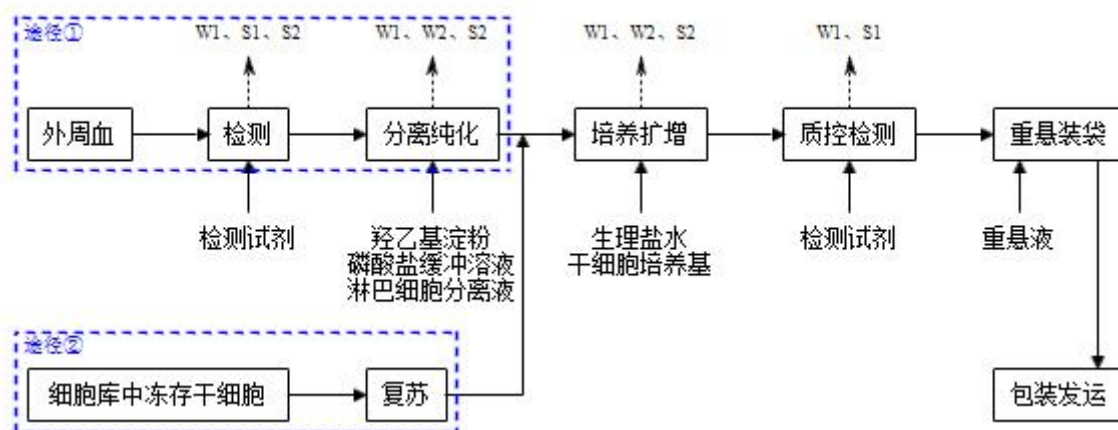 途径①
W1、S1、S2
W1、W2、S2
W1、W2、S2
W1、S1
外周血
检测
分离纯化
培养扩增
质控检测
重悬装袋
检测试剂
羟乙基淀粉
磷酸盐缓冲溶液
淋巴细胞分离液
生理盐水
干细胞培养基
检测试剂
重悬液
途径②
细胞库中冻存干细胞
复苏
包装发运